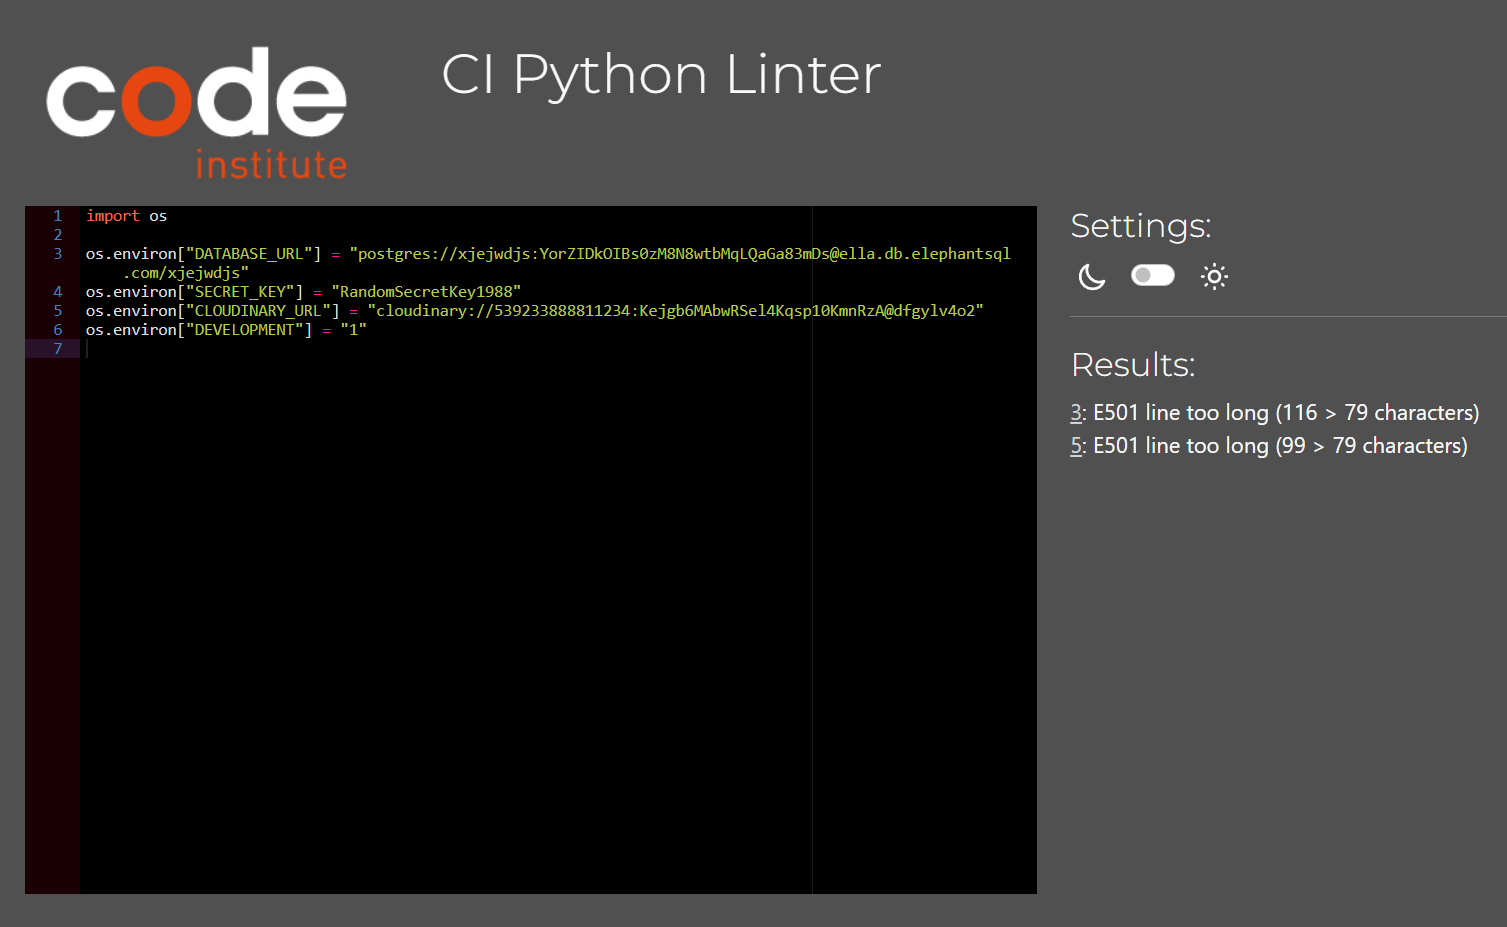 code
institute
CI Python Linter
1 import os
2
3 os.environ["DATABASE_URL"] = "postgres://xjejwdjs:YorZIDkOIBs0zM8N8wtbMqLQaGa83mDs@ella.db.elephantsql
.com/xjejwdjs"
4 os.environ["SECRET_KEY"] = "RandomSecretKey1988"
5 os.environ["CLOUDINARY_URL"] = "cloudinary://539233888811234:Kejgb6MAbwRSel4Kqsp10KmnRzA@dfgylv4o2"
6 os.environ["DEVELOPMENT"] = "1"
7
Settings:
Results:
3: E501 line too long (116 > 79 characters)
5: E501 line too long (99 > 79 characters)